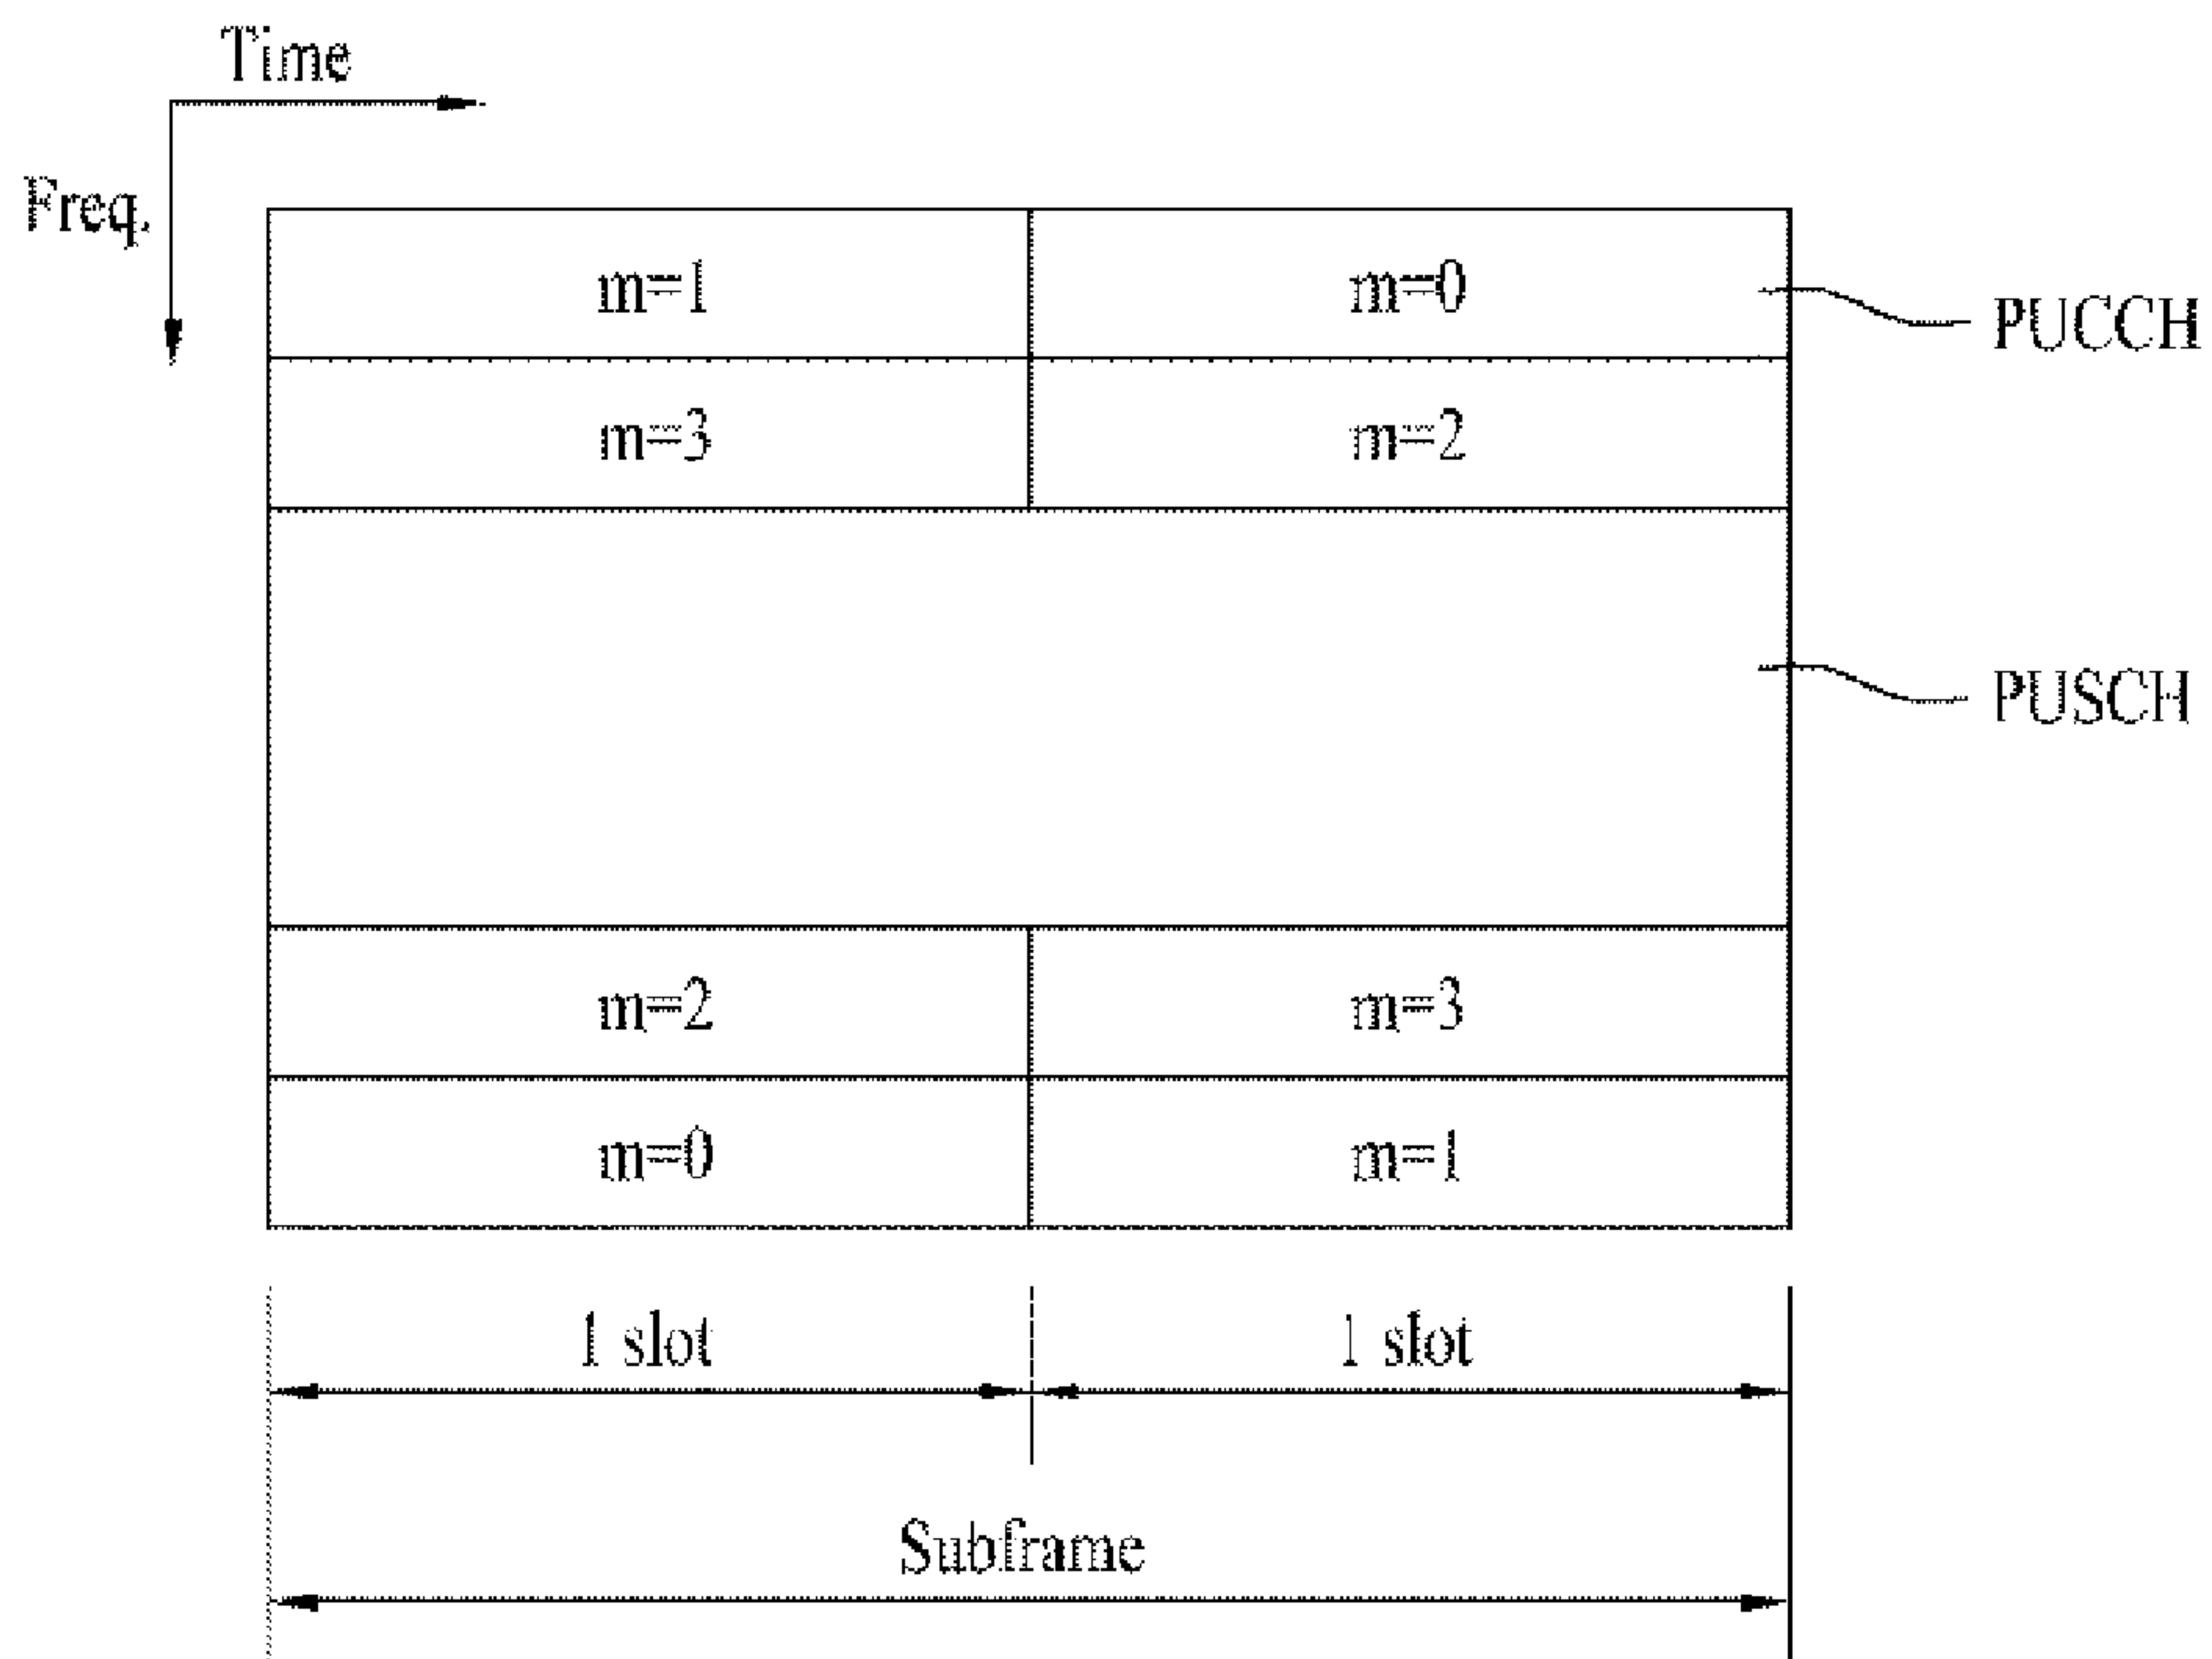 Time
Freq.
m=1 m=0
PUCCH
m=3 m=2
PUSCH
m=2 m=3
m=0 m=1
1 slot 1 slot
Subframe